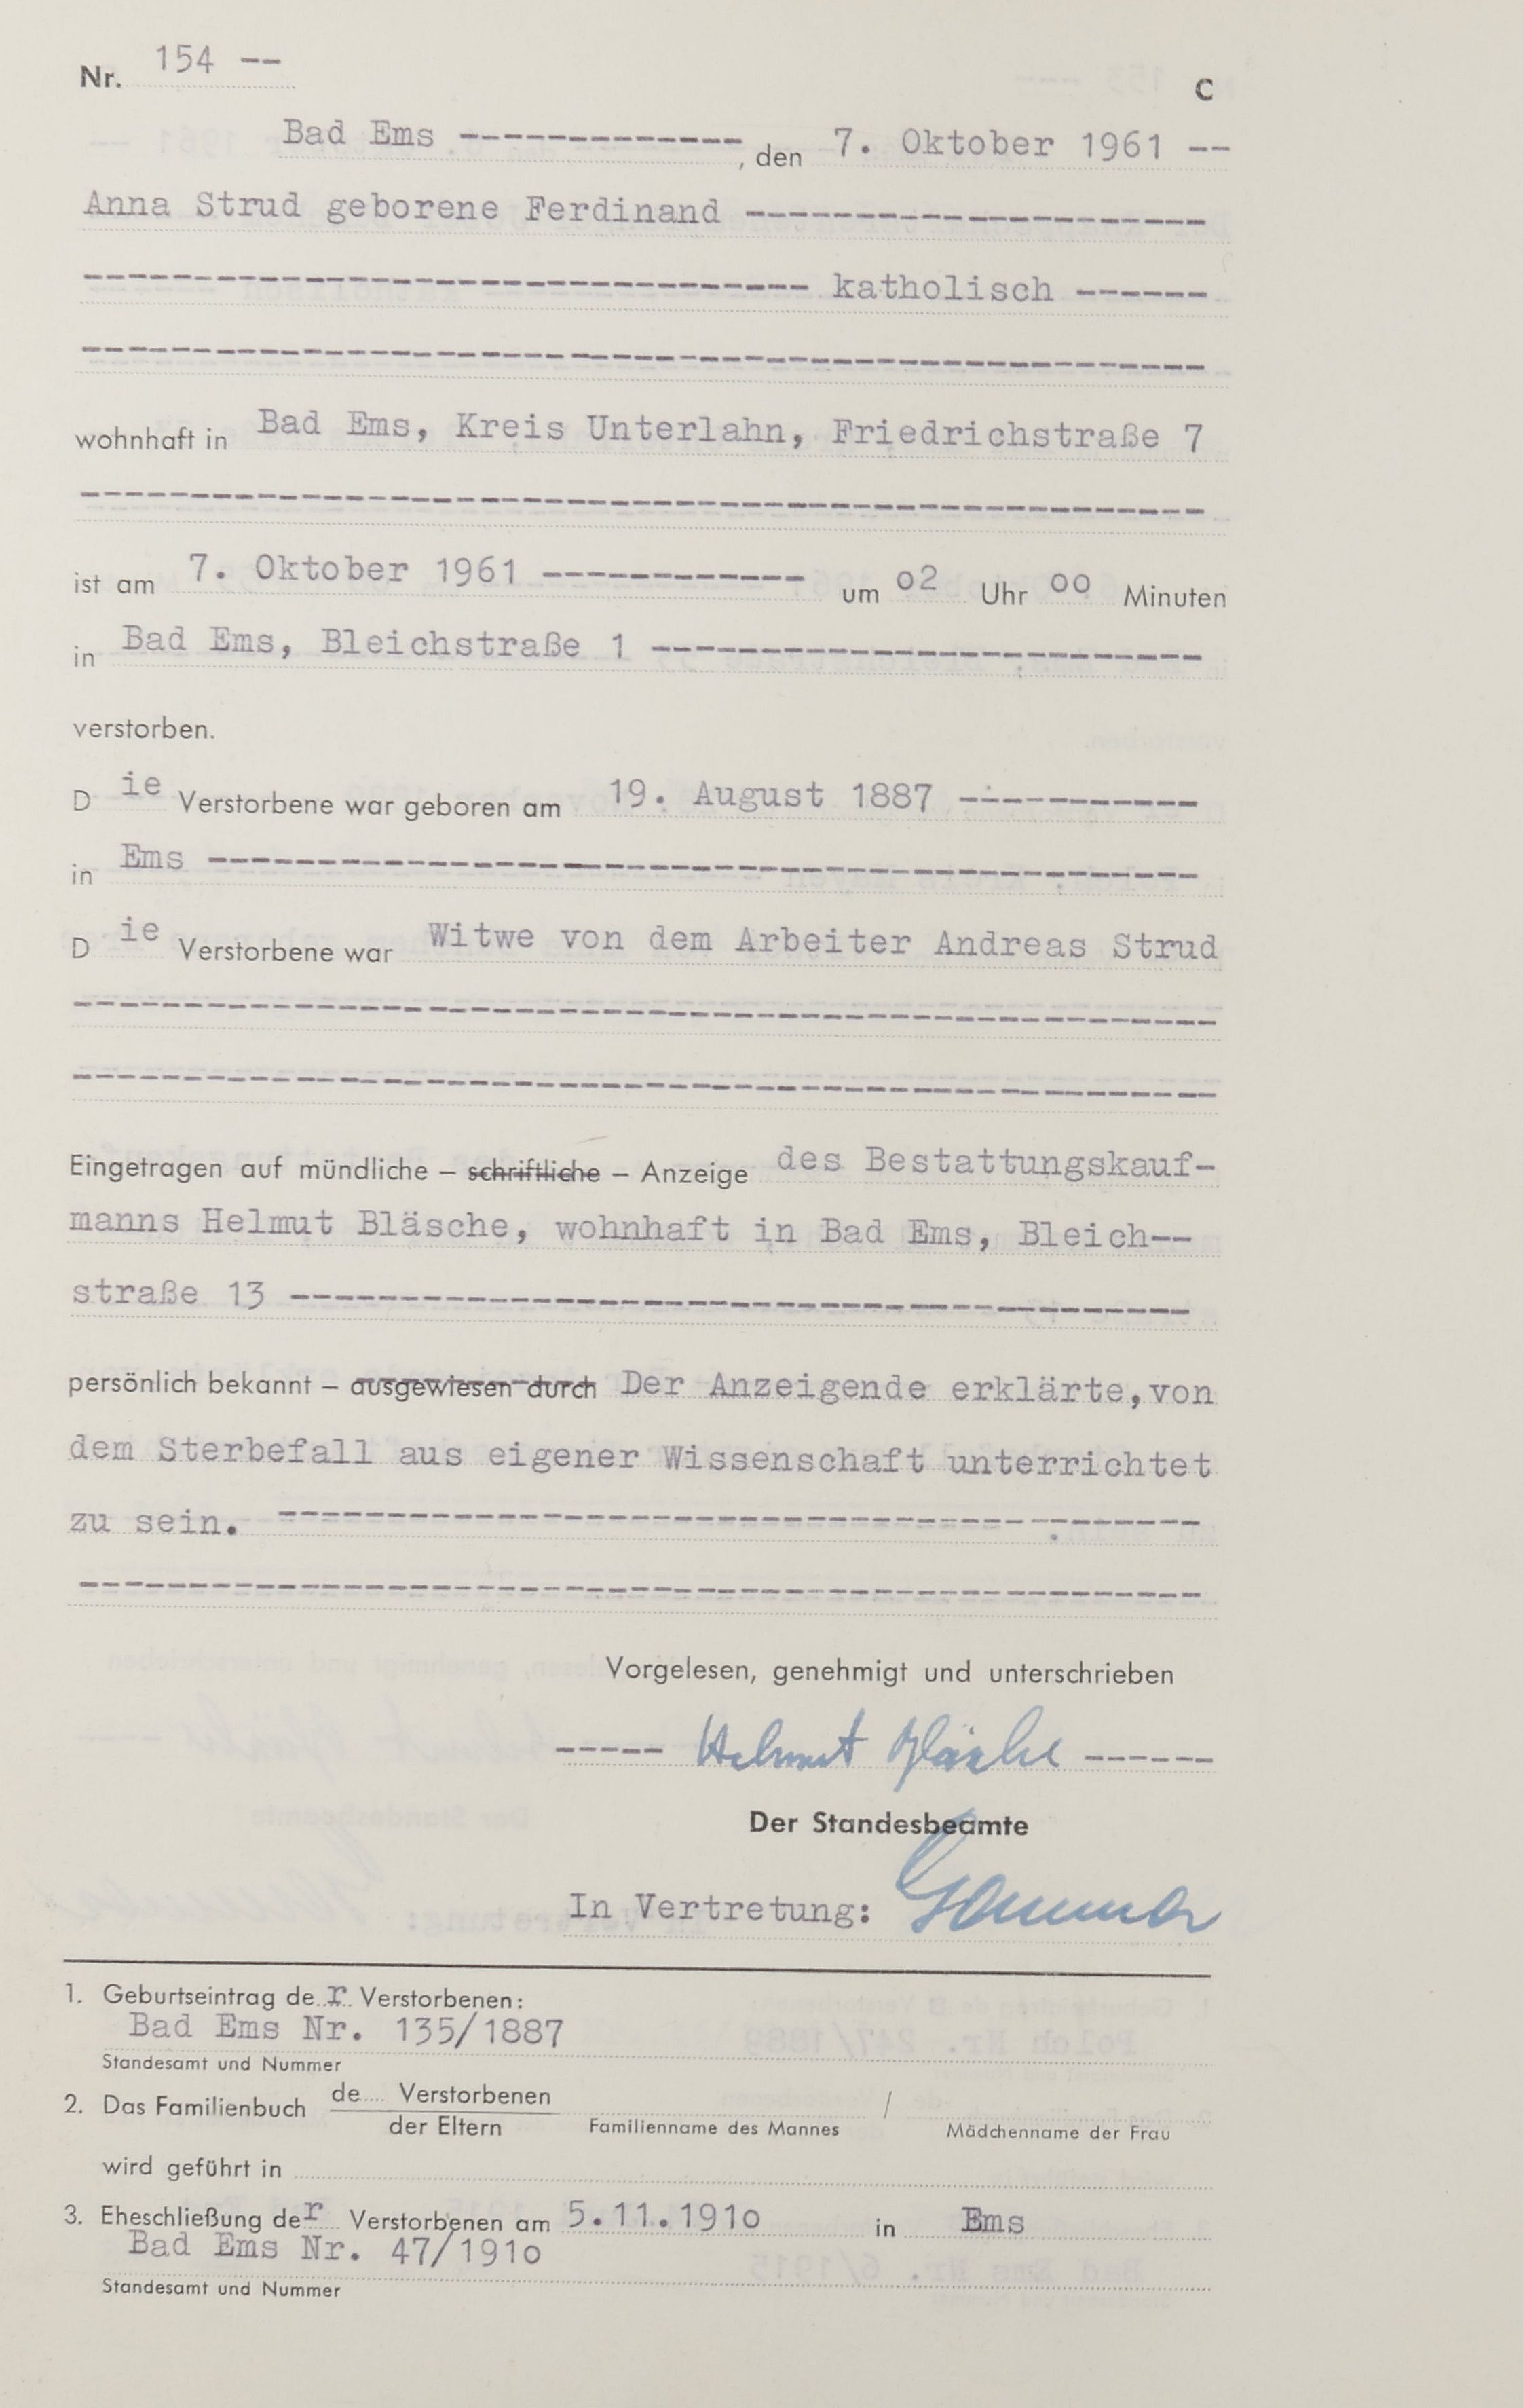 Nr. 154 --
C
Bad Ems -------------, den 7. Oktober 1961 --
Anna Strud geborene Ferdinand ---------------------
--------------------------------- katholisch ------
---------------------------------------------------
wohnhaft in Bad Ems, Kreis Unterlahn, Friedrichstraße 7
---------------------------------------------------
ist am 7. Oktober 1961 ------------ um o2 Uhr oo Minuten
in Bad Ems, Bleichstraße 1 -------------------------
verstorben.
D ie Verstorbene war geboren am 19. August 1887 -----------
in Ems ---------------------------------------------
D ie Verstorbene war Witwe von dem Arbeiter Andreas Strud
----------------------------------------------------
----------------------------------------------------
Eingetragen auf mündliche – schriftliche – Anzeige des Bestattungskauf-
manns Helmut Bläsche, wohnhaft in Bad Ems, Bleich--
straße 13 -----------------------------------------
persönlich bekannt – ausgewiesen durch Der Anzeigende erklärte,von
dem Sterbefall aus eigener Wissenschaft unterrichtet
zu sein. ------------------------------------------
---------------------------------------------------
Vorgelesen, genehmigt und unterschrieben
----- Helmut Bläsche ------
Der Standesbeamte
In Vertretung:
1. Geburtseintrag de r Verstorbenen:
Bad Ems Nr. 135/1887
Standesamt und Nummer
2. Das Familienbuch de.... Verstorbenen
der Eltern
/
Familienname des Mannes Mädchenname der Frau
wird geführt in
3. Eheschließung de r Verstorbenen am 5.11.191o in Ems
Bad Ems Nr. 47/191o
Standesamt und Nummer